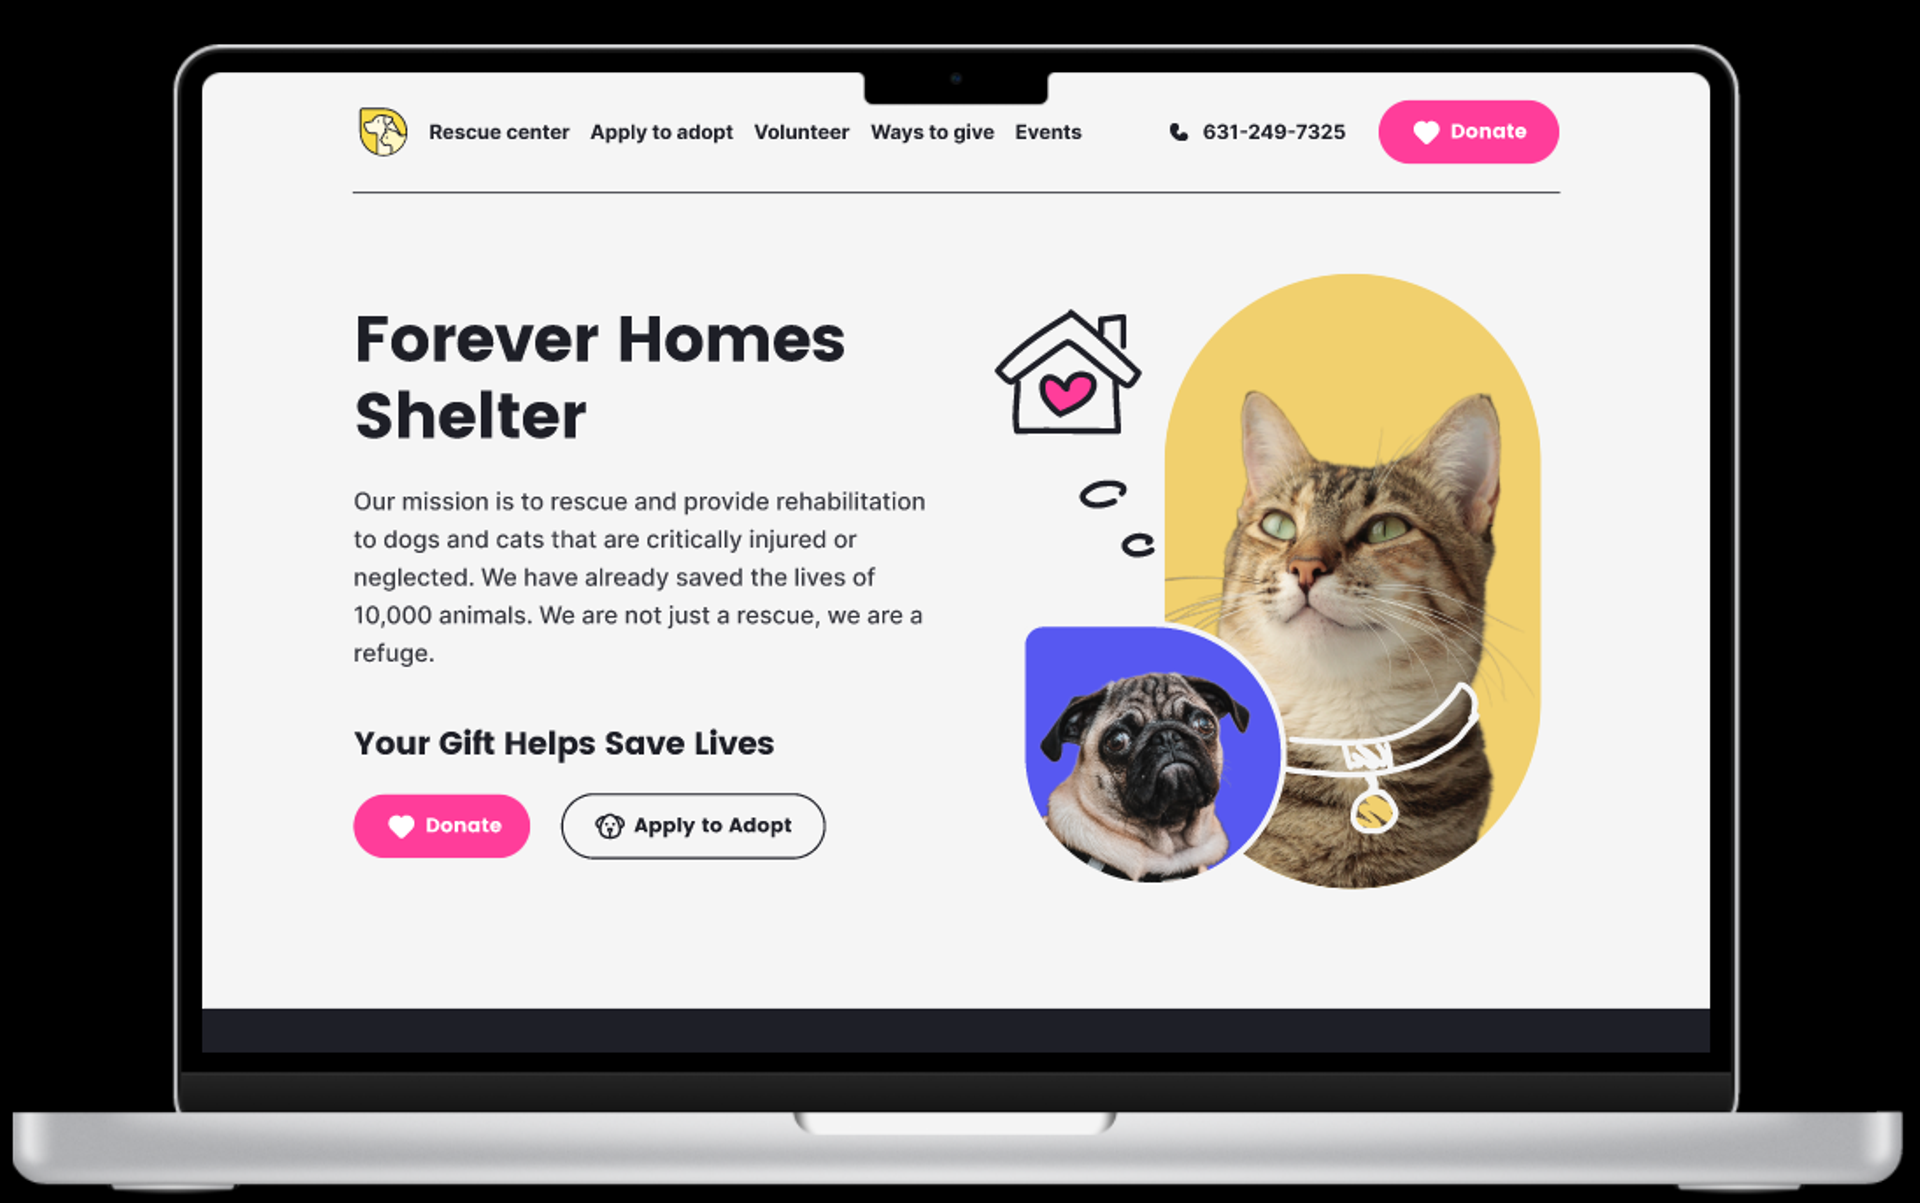 Rescue center Apply to adopt Volunteer Ways to give Events 631-249-7325 Donate
Forever Homes
Shelter
Our mission is to rescue and provide rehabilitation
to dogs and cats that are critically injured or
neglected. We have already saved the lives of
10,000 animals. We are not just a rescue, we are a
refuge.
Your Gift Helps Save Lives
Donate Apply to Adopt